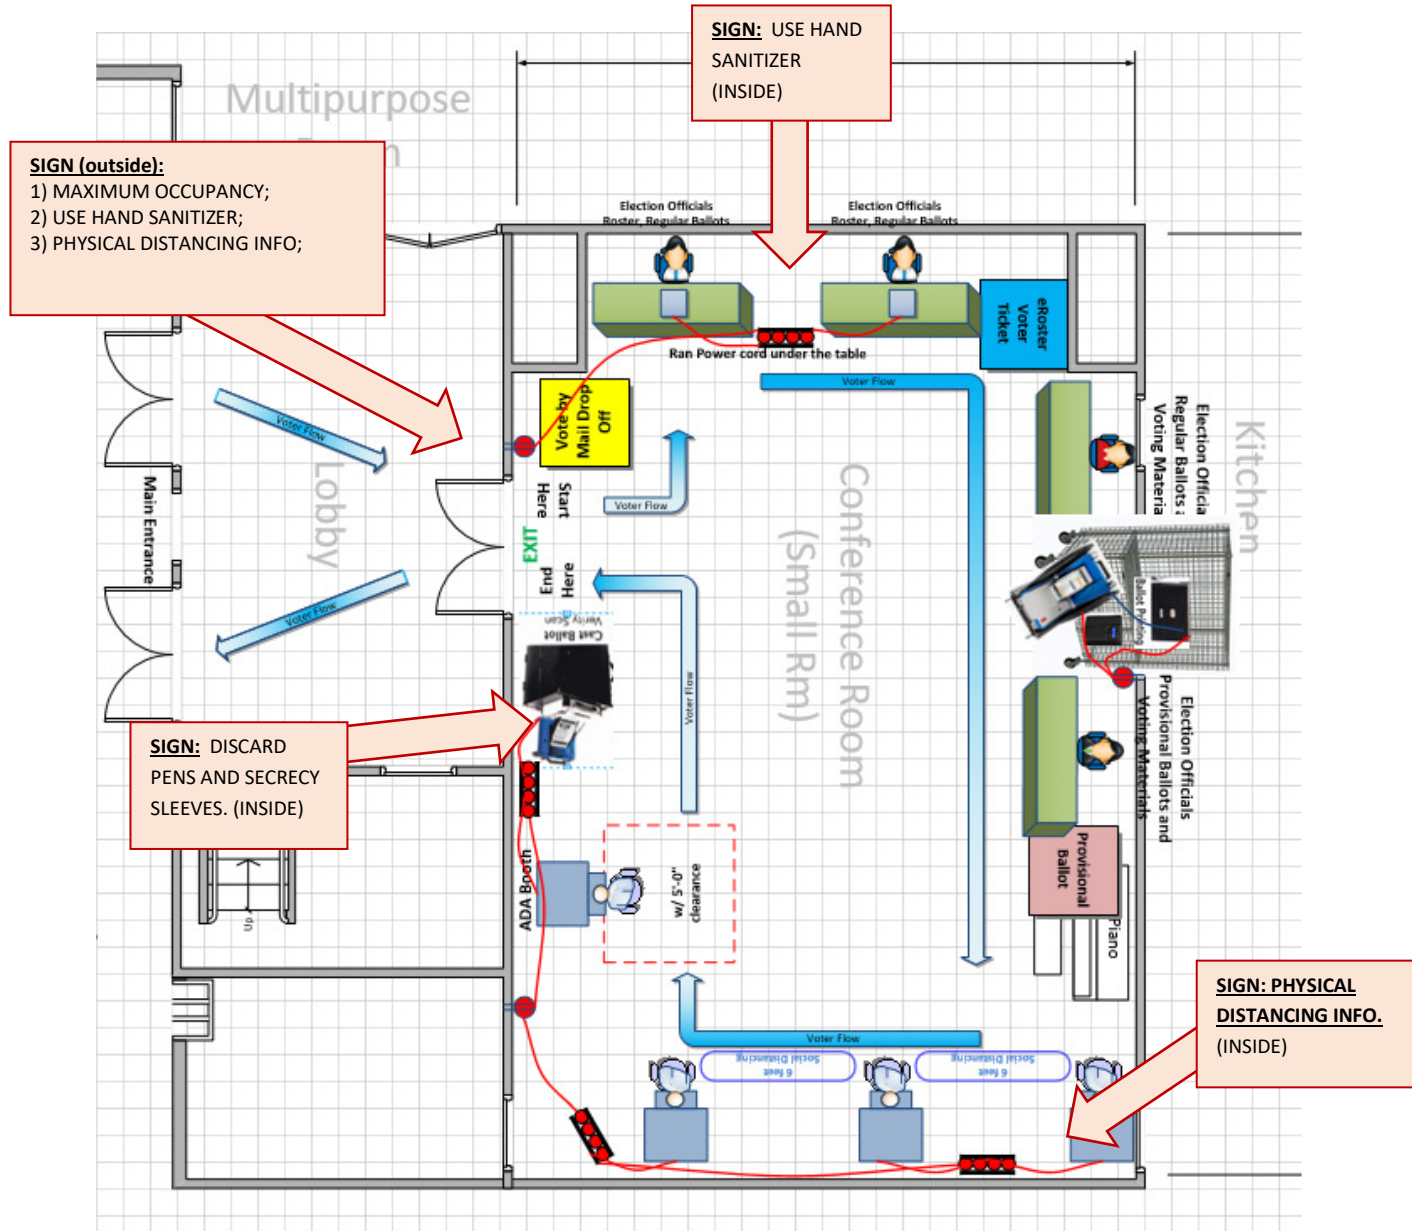 SIGN: USE HAND
SANITIZER
(INSIDE)
Multipurpose
SIGN (outside):
1) MAXIMUM OCCUPANCY;
2) USE HAND SANITIZER;
3) PHYSICAL DISTANCING INFO;
Election Officials
Roster, Regular Ballots
Election Officials
Roster, Regular Ballots
eRoster
Voter
Ticket
Ran Power cord under the table
Voter Flow
Vote by
Mail Drop
Off
Voter Flow
Election Officials
Regular Ballots
Voting Materials
Kitchen
Lobby
Main Entrance
Start
Here
Voter Flow
EXIT
End
Here
Conference Room
(Small Rm)
Voter Flow
Cast Ballot
Verity Scan
Ballot Printing
Voter Flow
Election Officials
Provisional Ballots and
Voting Materials
SIGN: DISCARD
PENS AND SECRECY
SLEEVES. (INSIDE)
Provisional
Ballot
ADA Booth
w/ 5'-0"
clearance
Up
Piano
SIGN: PHYSICAL
DISTANCING INFO.
(INSIDE)
Voter Flow
6 feet
Social Distancing
6 feet
Social Distancing